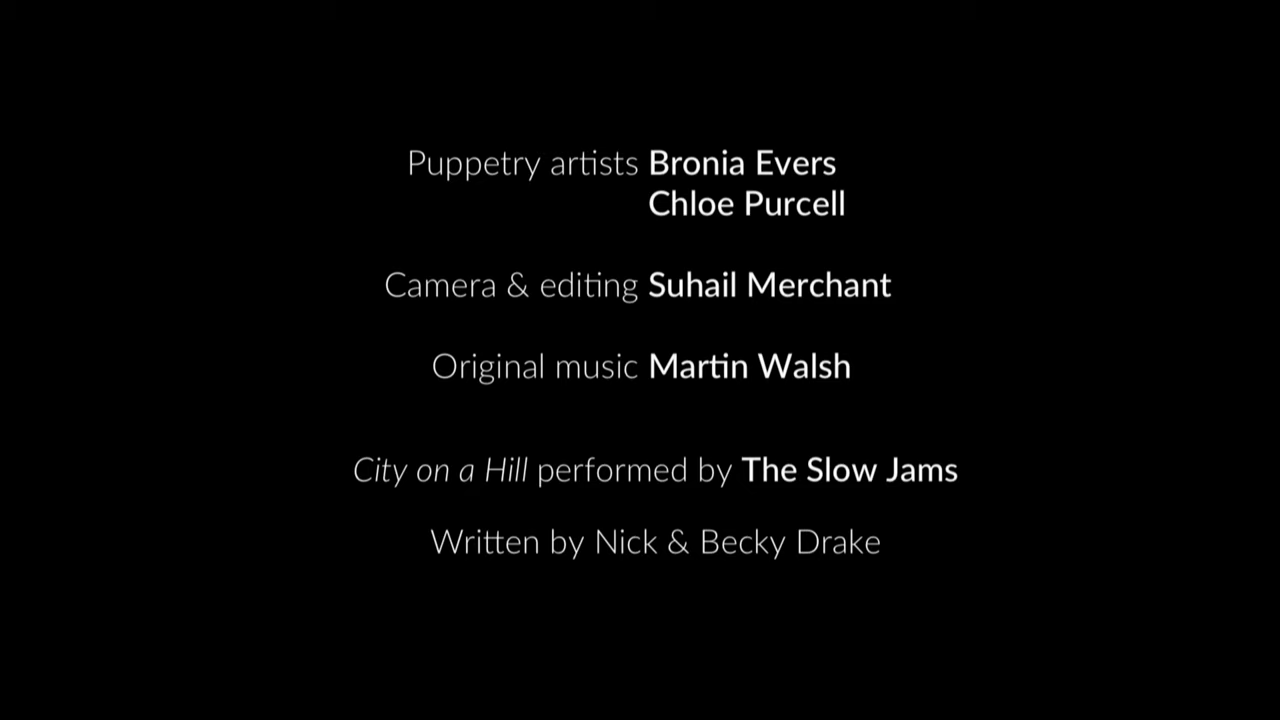 Puppetry artists Bronia Evers
Chloe Purcell
Camera & editing Suhail Merchant
Original music Martin Walsh
City on a Hill performed by The Slow Jams
Written by Nick & Becky Drake